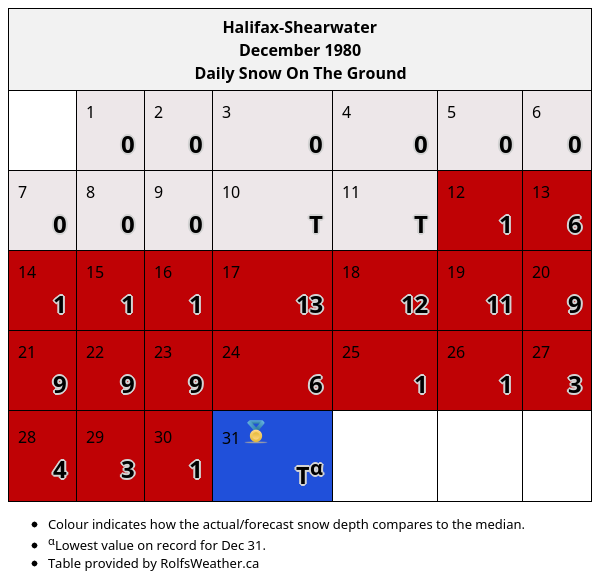 Halifax-Shearwater
December 1980
Daily Snow On The Ground
1 2 3 4 5 6
0 0 0 0 0 0
7 8 9 10 11 12 13
0 0 0 T T 1 6
14 15 16 17 18 19 20
1 1 1 13 12 11 9
21 22 23 24 25 26 27
9 9 9 6 1 1 3
28 29 30 31
4 3 1 Tα
• Colour indicates how the actual/forecast snow depth compares to the median.
• αLowest value on record for Dec 31.
• Table provided by RolfsWeather.ca